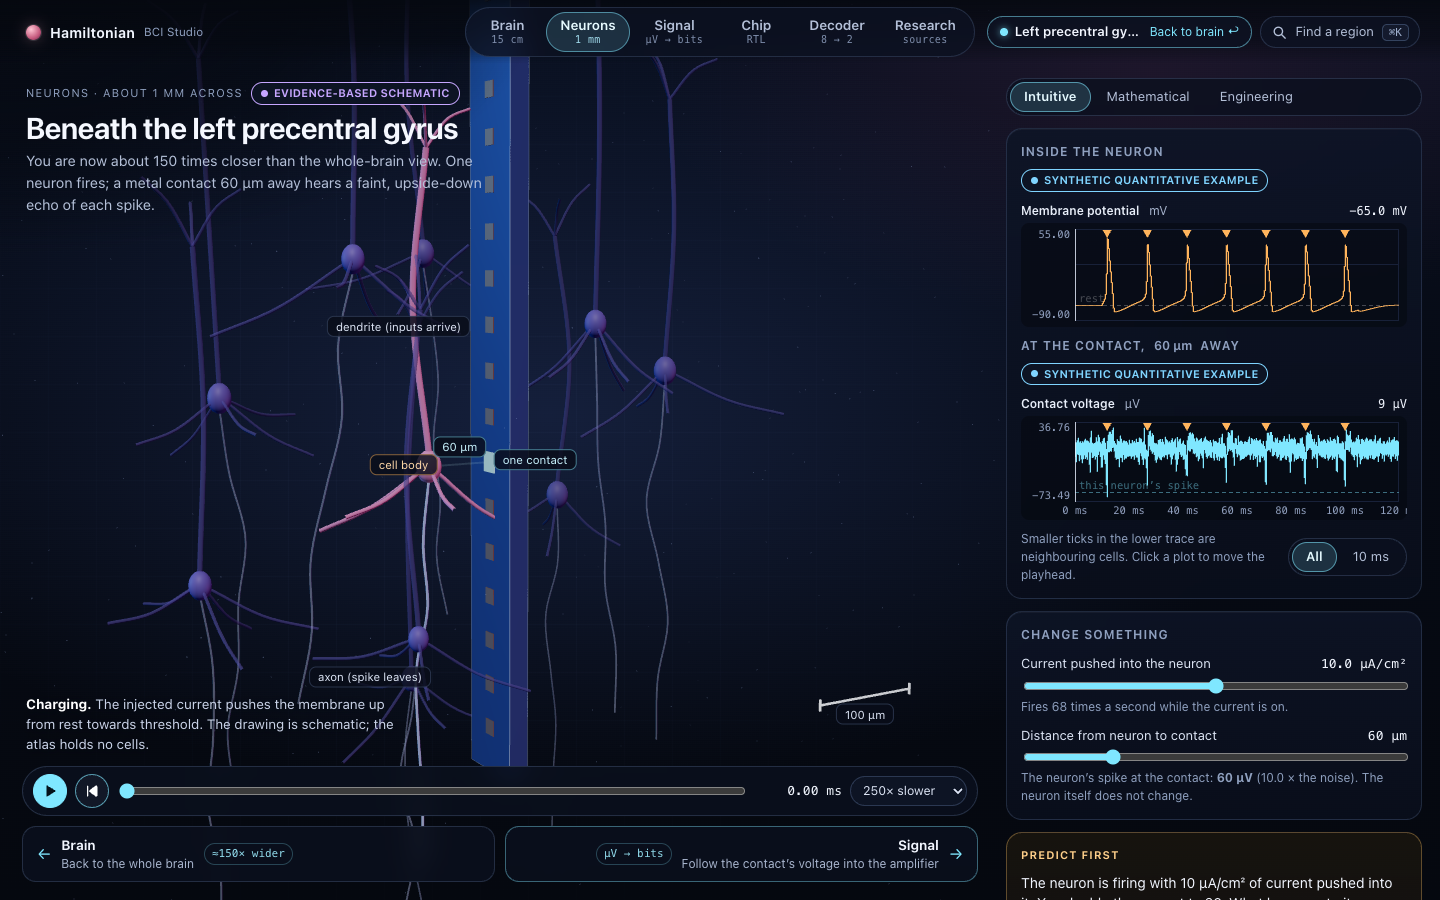 Hamiltonian BCI Studio
Brain
15 cm
Neurons
1 mm
Signal
µV → bits
Chip
RTL
Decoder
8 → 2
Research
sources
Left precentral gy... Back to brain ↩
Find a region ⌘K
NEURONS · ABOUT 1 MM ACROSS
EVIDENCE-BASED SCHEMATIC
Beneath the left precentral gyrus
You are now about 150 times closer than the whole-brain view. One
neuron fires; a metal contact 60 µm away hears a faint, upside-down
echo of each spike.
dendrite (inputs arrive)
60 µm
cell body
one contact
axon (spike leaves)
100 µm
Charging. The injected current pushes the membrane up
from rest towards threshold. The drawing is schematic; the
atlas holds no cells.
0.00 ms
250× slower
← Brain
Back to the whole brain
≈150× wider
µV → bits
Signal →
Follow the contact's voltage into the amplifier
Intuitive Mathematical Engineering
INSIDE THE NEURON
SYNTHETIC QUANTITATIVE EXAMPLE
Membrane potential mV −65.0 mV
55.00
rest
−90.00
AT THE CONTACT, 60 µm AWAY
SYNTHETIC QUANTITATIVE EXAMPLE
Contact voltage µV 9 µV
36.76
this neuron's spike
−73.49
0 ms 20 ms 40 ms 60 ms 80 ms 100 ms 120
Smaller ticks in the lower trace are
neighbouring cells. Click a plot to move the
playhead.
All 10 ms
CHANGE SOMETHING
Current pushed into the neuron 10.0 µA/cm²
Fires 68 times a second while the current is on.
Distance from neuron to contact 60 µm
The neuron's spike at the contact: 60 µV (10.0 × the noise). The
neuron itself does not change.
PREDICT FIRST
The neuron is firing with 10 µA/cm² of current pushed into